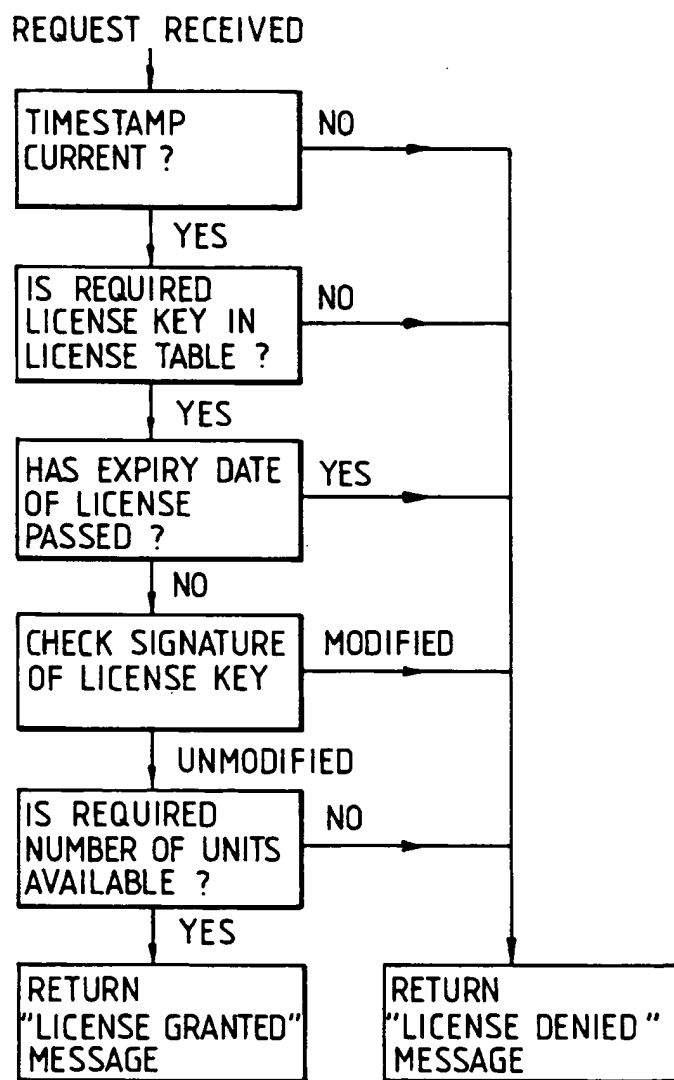 REQUEST RECEIVED
TIMESTAMP
CURRENT ?
NO
YES
IS REQUIRED
LICENSE KEY IN
LICENSE TABLE ?
NO
YES
HAS EXPIRY DATE
OF LICENSE
PASSED ?
YES
NO
CHECK SIGNATURE
OF LICENSE KEY
MODIFIED
UNMODIFIED
IS REQUIRED
NUMBER OF UNITS
AVAILABLE ?
NO
YES
RETURN
"LICENSE GRANTED"
MESSAGE
RETURN
"LICENSE DENIED"
MESSAGE